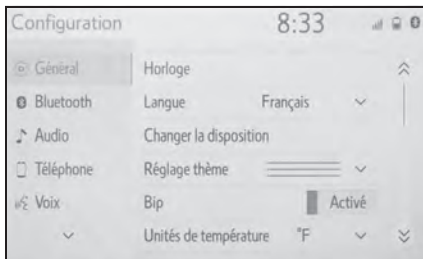 Configuration 8:33
Général Horloge
Bluetooth Langue Français
Audio Changer la disposition
Téléphone Réglage thème
Voix Bip Activé
Unités de température °F